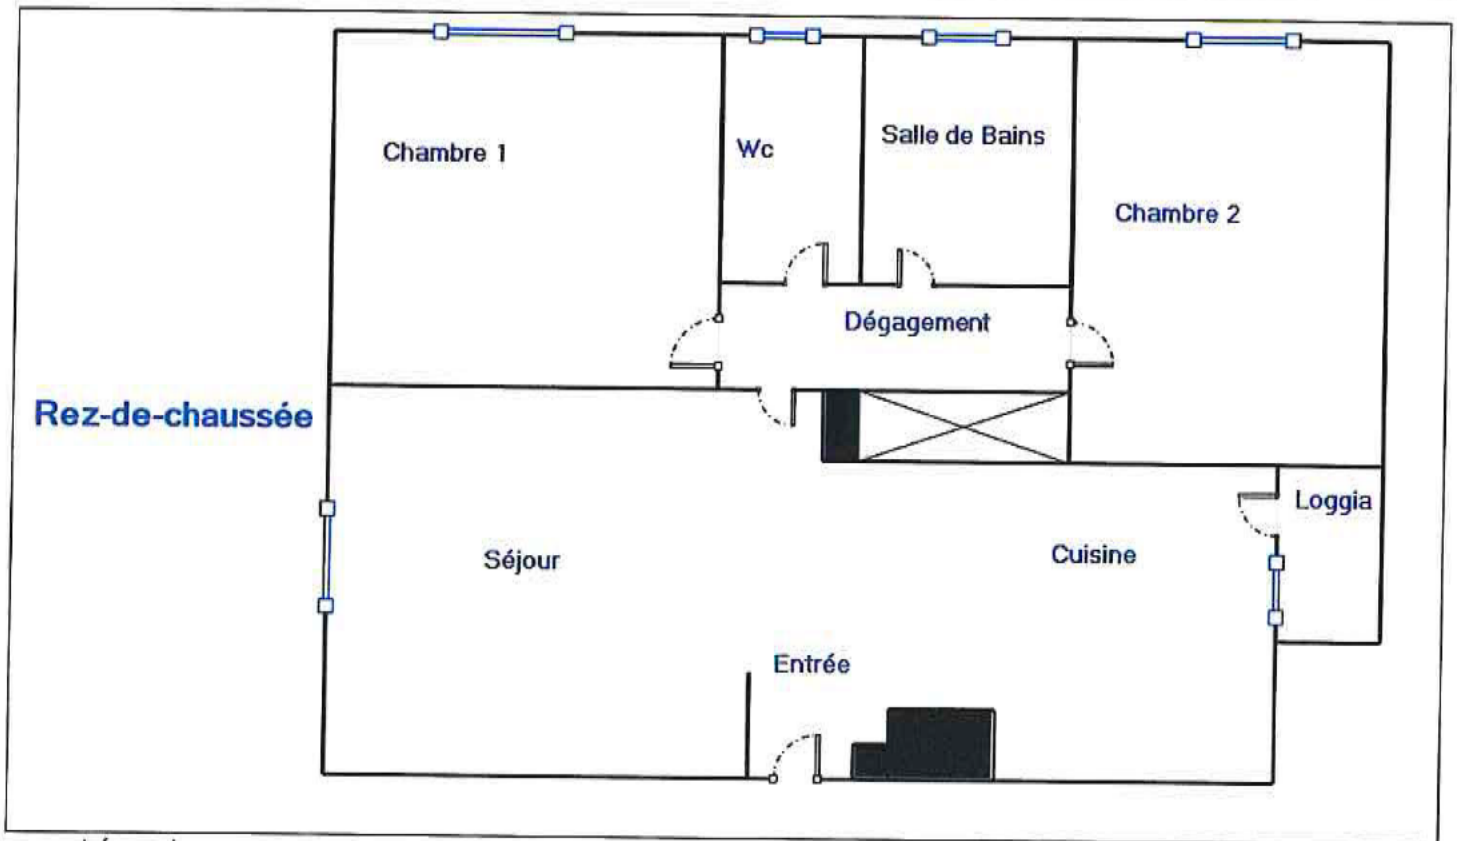 Chambre 1
Wc
Salle de Bains
Chambre 2
Dégagement
Rez-de-chaussée
Loggia
Séjour
Cuisine
Entrée